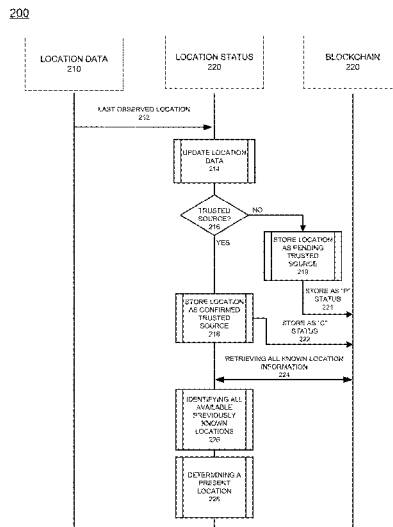 200
LOCATION DATA
210
LOCATION STATUS
220
BLOCKCHAIN
220
LAST OBSERVED LOCATION
212
UPDATE LOCATION
DATA
214
TRUSTED
SOURCE?
216
NO
YES
STORE LOCATION
AS PENDING
TRUSTED
SOURCE
219
STORE AS "P"
STATUS
221
STORE LOCATION
AS CONFIRMED
TRUSTED
SOURCE
218
STORE AS "C"
STATUS
222
RETRIEVING ALL KNOWN LOCATION
INFORMATION
224
IDENTIFYING ALL
AVAILABLE
PREVIOUSLY
KNOWN
LOCATIONS
226
DETERMINING A
PRESENT
LOCATION
228